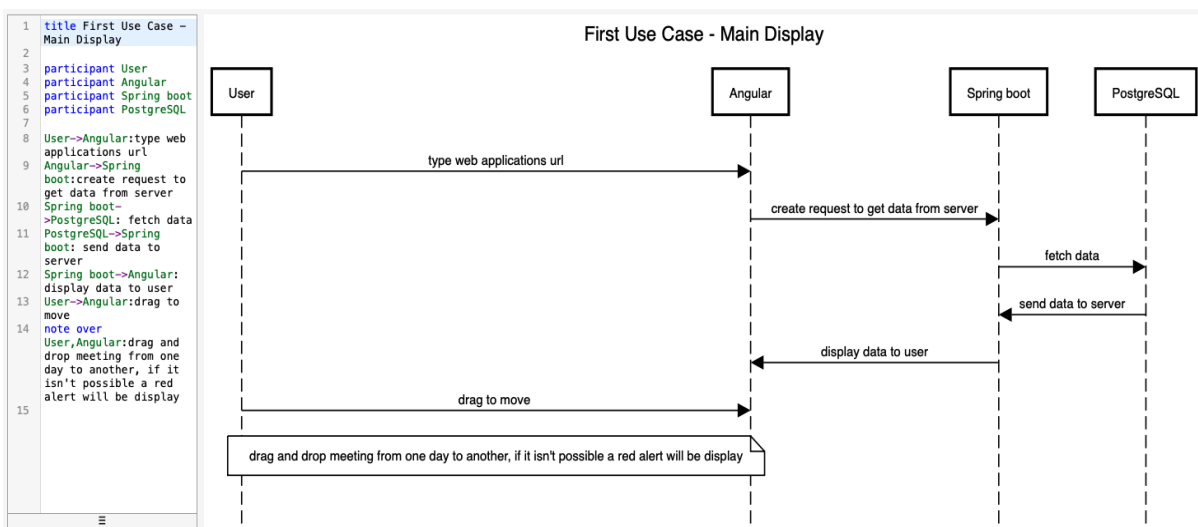 1 title First Use Case -
Main Display
2
3 participant User
4 participant Angular
5 participant Spring boot
6 participant PostgreSQL
7
8 User->Angular:type web
applications url
9 Angular->Spring
boot:create request to
get data from server
10 Spring boot-
>PostgreSQL: fetch data
11 PostgreSQL->Spring
boot: send data to
server
12 Spring boot->Angular:
display data to user
13 User->Angular:drag to
move
14 note over
User,Angular:drag and
drop meeting from one
day to another, if it
isn't possible a red
alert will be display
15
First Use Case - Main Display
User Angular Spring boot PostgreSQL
type web applications url
create request to get data from server
fetch data
send data to server
display data to user
drag to move
drag and drop meeting from one day to another, if it isn't possible a red alert will be display